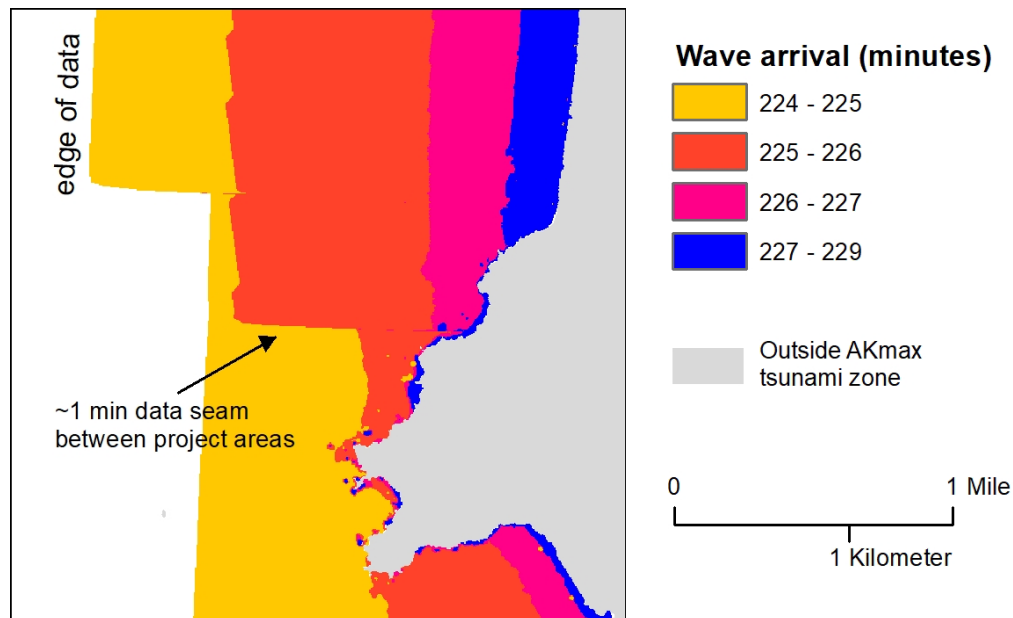 edge of data
~1 min data seam
between project areas
Wave arrival (minutes)
224 - 225
225 - 226
226 - 227
227 - 229
Outside AKmax
tsunami zone
0
1 Mile
1 Kilometer